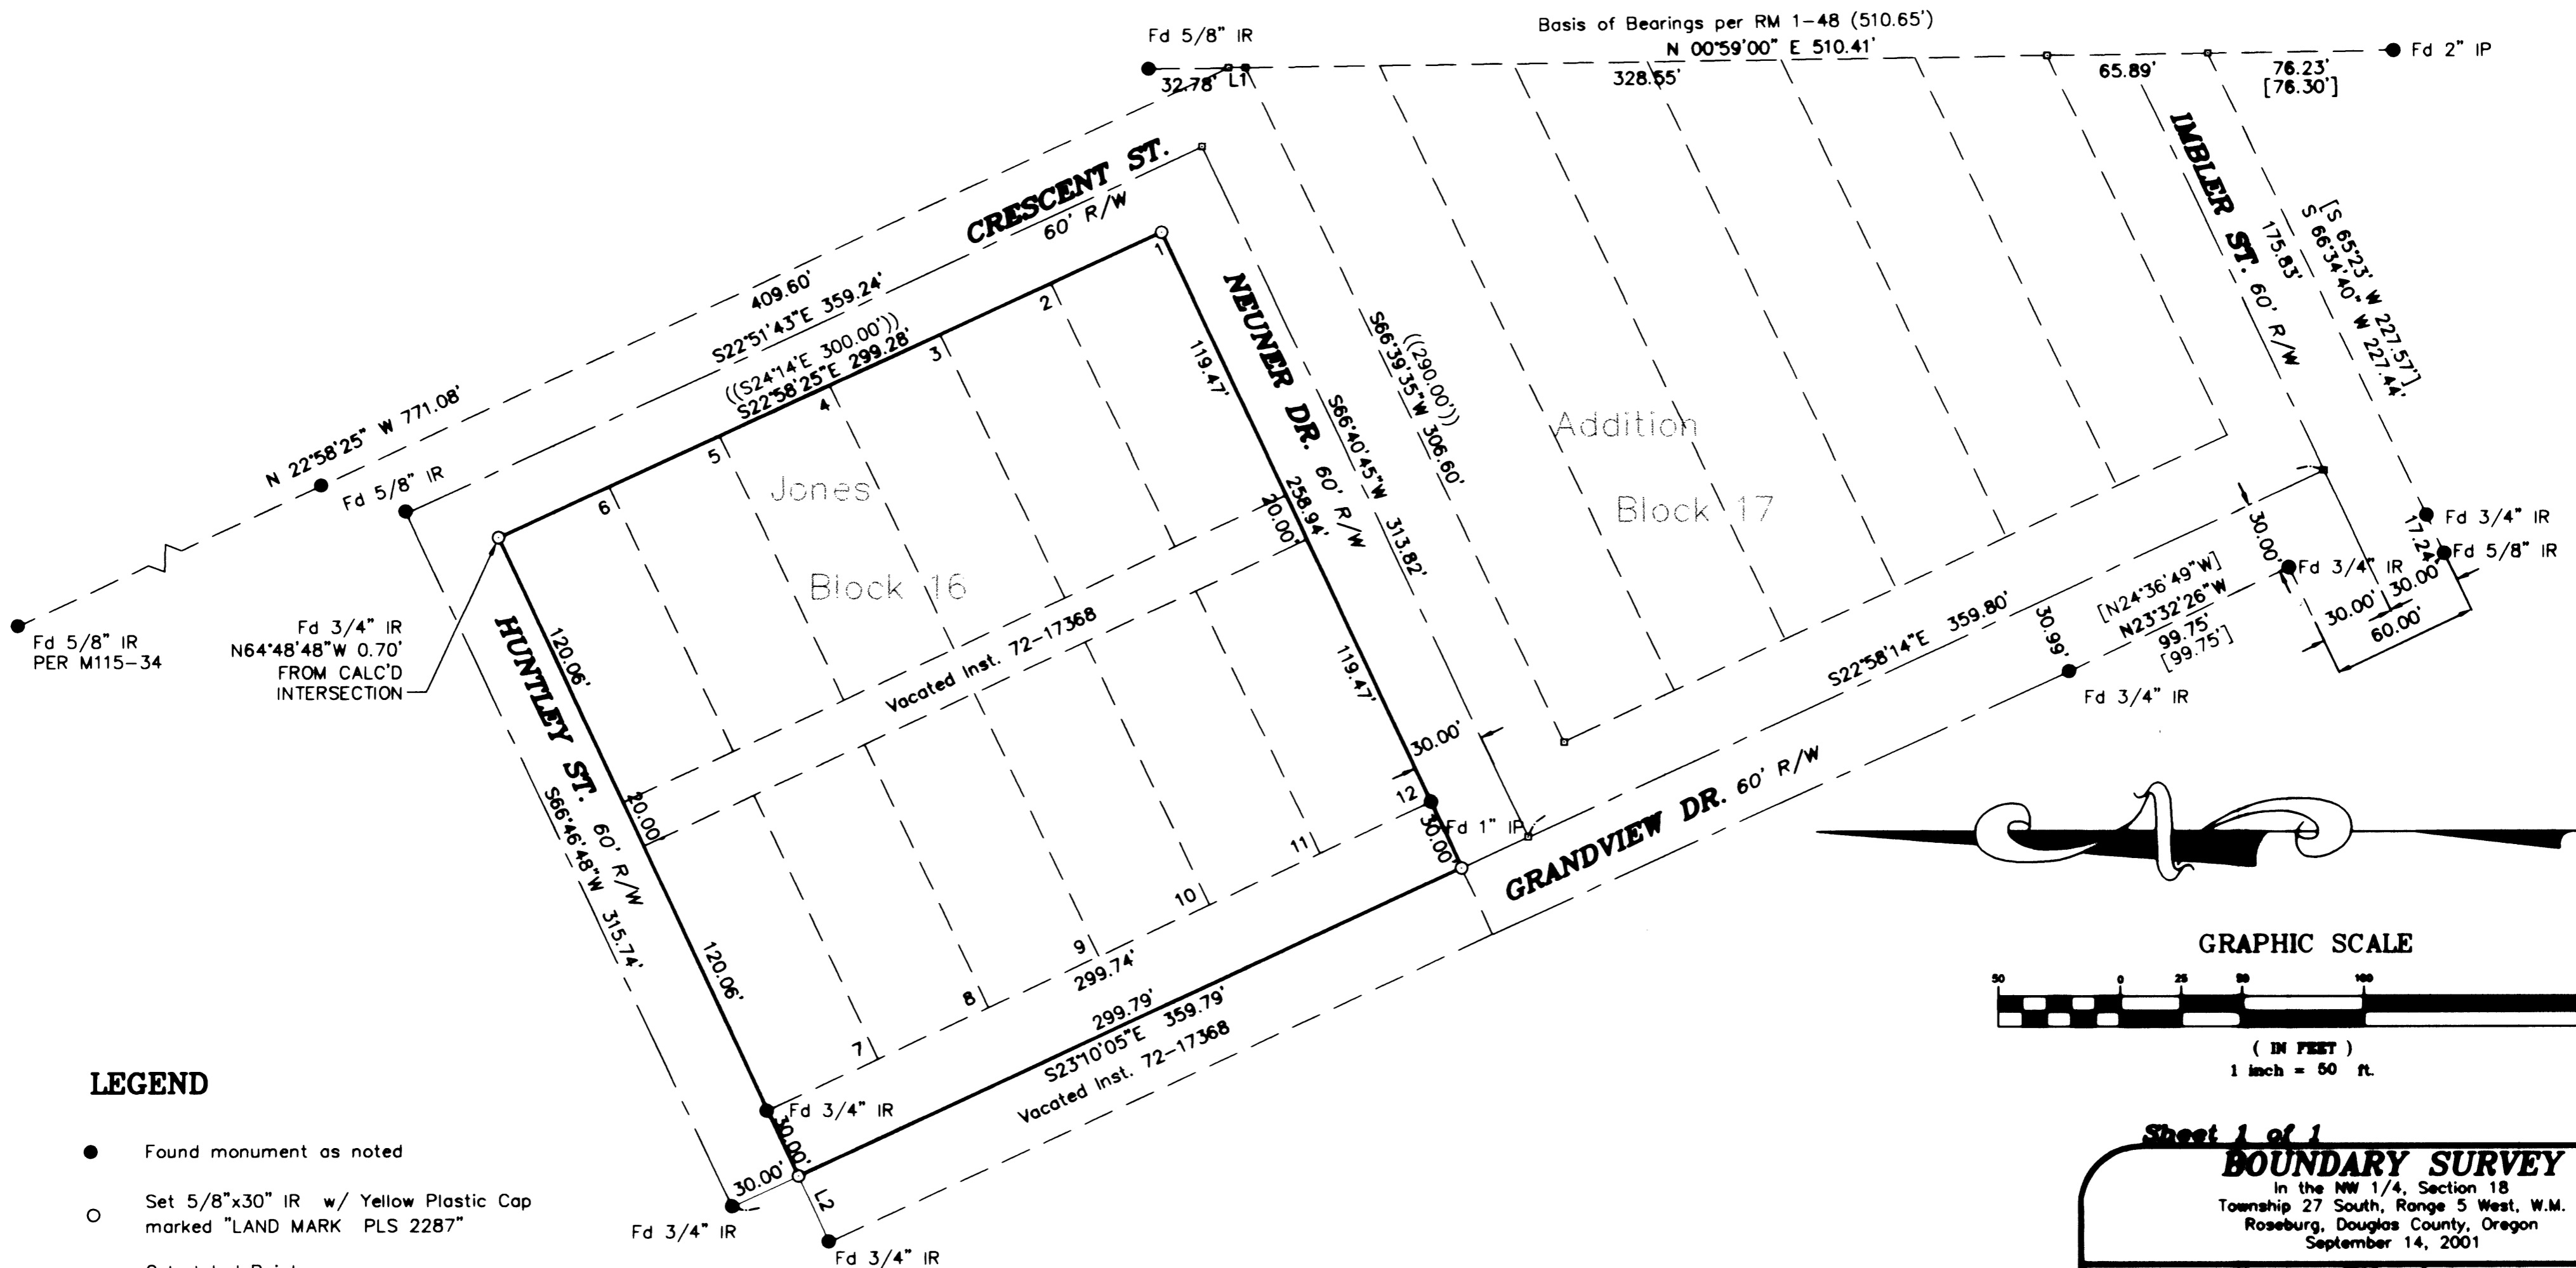 Basis of Bearings per RM 1-48 (510.65')
N 00°59'00" E 510.41'
Fd 5/8" IR
Fd 2" IP
32.78'
L1
328.55'
65.89'
76.23'
[76.30']
CRESCENT ST.
60' R/W
IMBLER ST. 60' R/W
175.83'
[S 65°23' W 227.57']
S 66°34'40" W 227.44'
409.60'
S22°51'43"E 359.24'
((S24°14'E 300.00'))
S22°58'25"E 299.28'
N 22°58'25" W 771.08'
Fd 5/8" IR
1
2
3
4
5
6
NEUNER DR. 60' R/W
119.47'
258.94'
20.00'
119.47'
((290.00'))
S66°39'35"W 306.60'
S66°40'45"W 313.82'
Addition
Block 17
Jones
Block 16
Vacated Inst. 72-17368
Fd 5/8" IR
PER M115-34
Fd 3/4" IR
N64°48'48"W 0.70'
FROM CALC'D
INTERSECTION
HUNTLEY ST. 60' R/W
120.06'
20.00'
120.06'
S66°46'48"W 315.74'
30.00'
Fd 3/4" IR
17.24'
Fd 5/8" IR
Fd 3/4" IR
30.00'
30.00'
60.00'
[N24°36'49"W]
N23°32'26"W
99.75'
[99.75']
30.99'
Fd 3/4" IR
S22°58'14"E 359.80'
GRANDVIEW DR. 60' R/W
30.00'
12
Fd 1" IP
30.00'
11
10
9
8
7
299.74'
299.79'
S23°10'05"E 359.79'
Vacated Inst. 72-17368
Fd 3/4" IR
30.00'
30.00'
L2
Fd 3/4" IR
Fd 3/4" IR
GRAPHIC SCALE
50 0 25 50 100
( IN FEET )
1 inch = 50 ft.
LEGEND
Found monument as noted
Set 5/8"x30" IR w/ Yellow Plastic Cap
marked "LAND MARK PLS 2287"
Sheet 1 of 1
BOUNDARY SURVEY
In the NW 1/4, Section 18
Township 27 South, Range 5 West, W.M.
Roseburg, Douglas County, Oregon
September 14, 2001